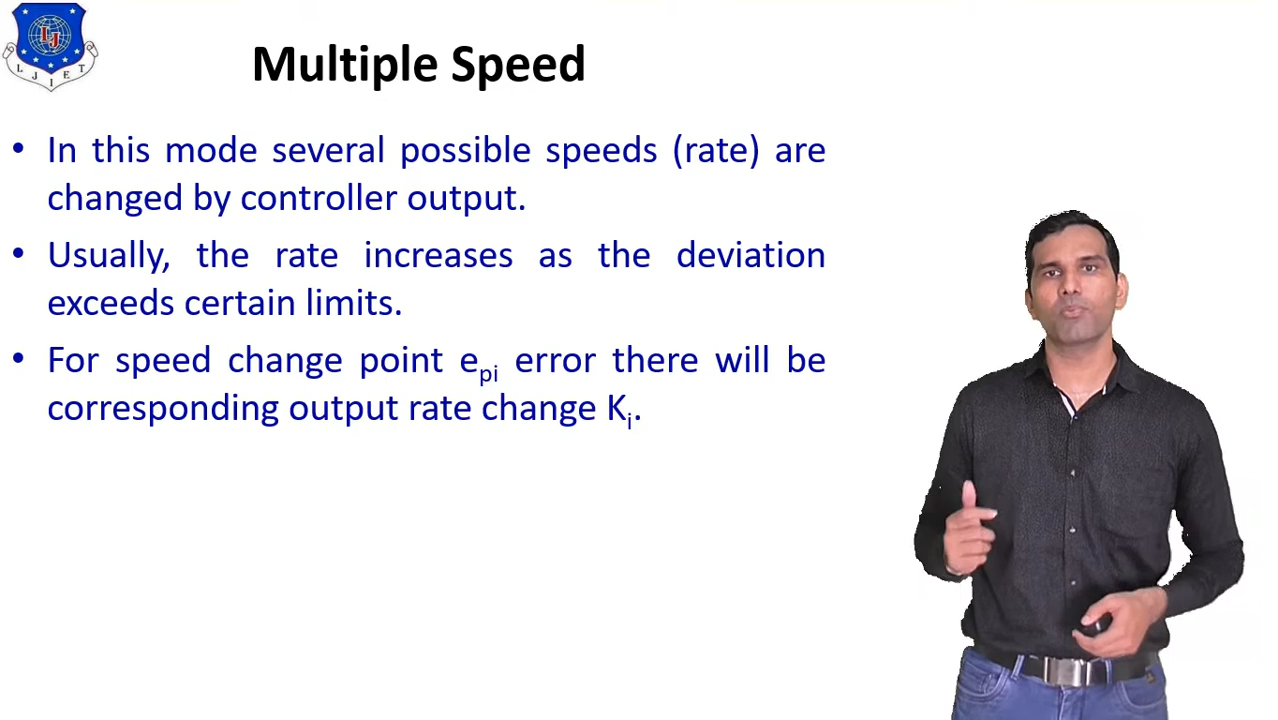 LJIET
Multiple Speed
• In this mode several possible speeds (rate) are
changed by controller output.
• Usually, the rate increases as the deviation
exceeds certain limits.
• For speed change point epi error there will be
corresponding output rate change Ki.